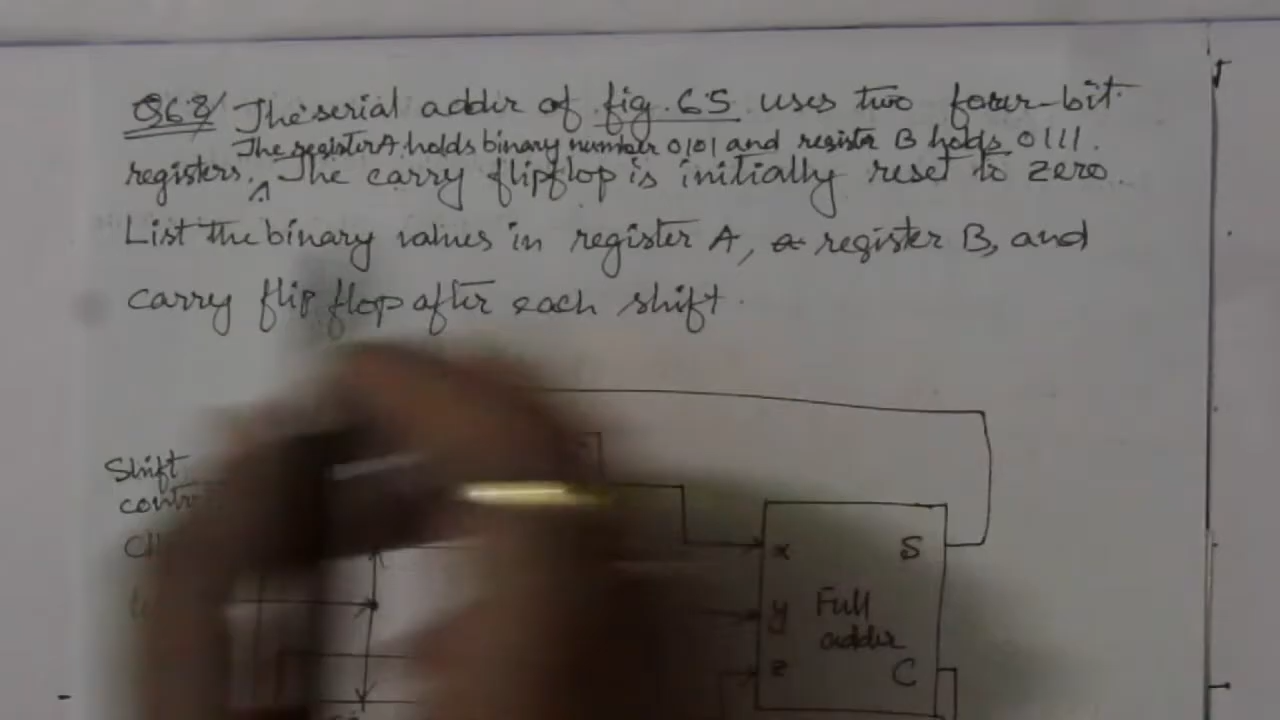 Q6.8/ The serial adder of fig. 6.5 uses two four-bit
The register A holds binary number 0101 and register B holds 0111.
registers. The carry flipflop is initially reset to zero.
List the binary values in register A, register B, and
carry flip flop after each shift.
Shift
x
S
y
Full
adder
z
C